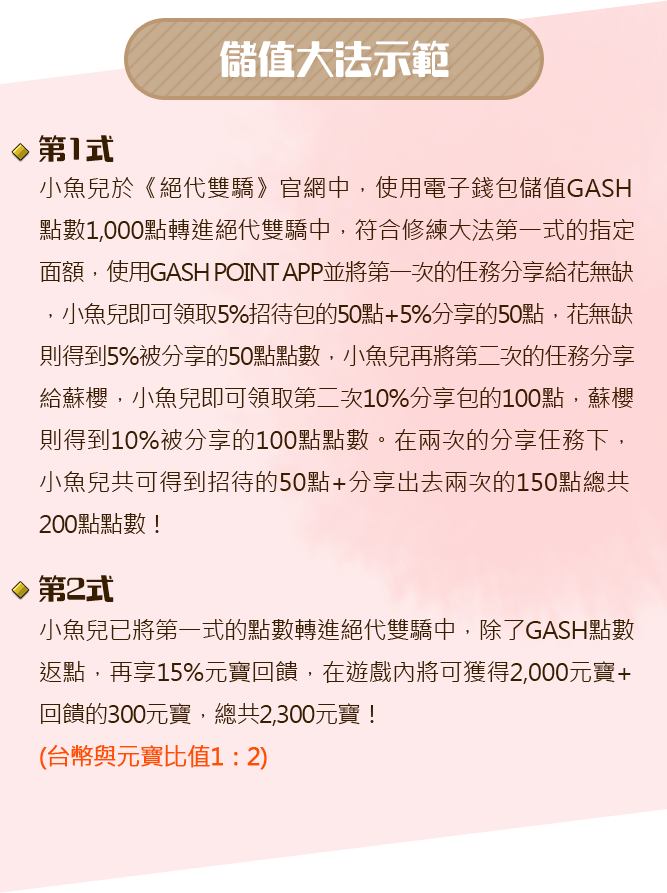 儲值大法示範
第1式
小魚兒於《絕代雙驕》官網中，使用電子錢包儲值GASH
點數1,000點轉進絕代雙驕中，符合修練大法第一式的指定
面額，使用GASH POINT APP並將第一次的任務分享給花無缺
，小魚兒即可領取5%招待包的50點+5%分享的50點，花無缺
則得到5%被分享的50點點數，小魚兒再將第二次的任務分享
給蘇櫻，小魚兒即可領取第二次10%分享包的100點，蘇櫻
則得到10%被分享的100點點數。在兩次的分享任務下，
小魚兒共可得到招待的50點+分享出去兩次的150點總共
200點點數！
第2式
小魚兒已將第一式的點數轉進絕代雙驕中，除了GASH點數
返點，再享15%元寶回饋，在遊戲內將可獲得2,000元寶+
回饋的300元寶，總共2,300元寶！
(台幣與元寶比值1：2)